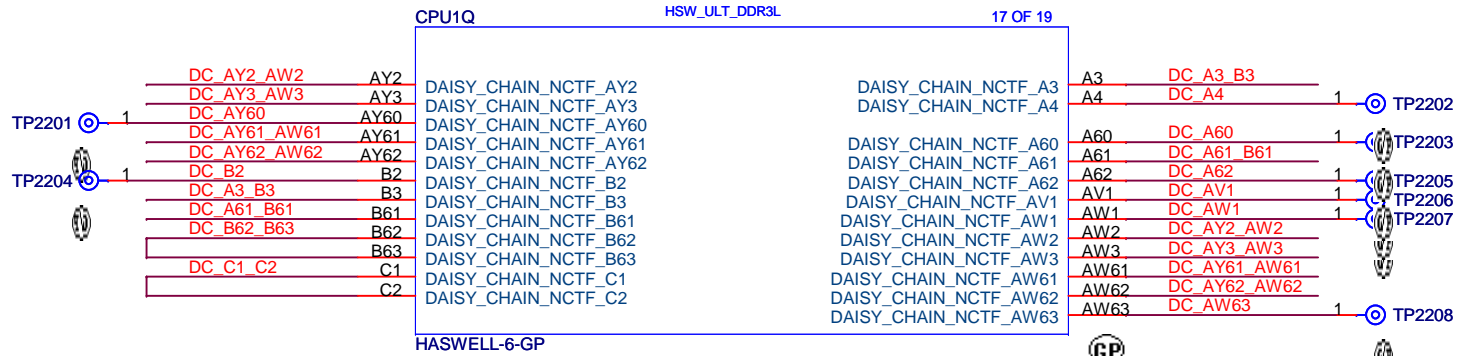 CPU1Q HSW_ULT_DDR3L 17 OF 19
DC_AY2_AW2 AY2 DAISY_CHAIN_NCTF_AY2 DAISY_CHAIN_NCTF_A3 A3 DC_A3_B3
DC_AY3_AW3 AY3 DAISY_CHAIN_NCTF_AY3 DAISY_CHAIN_NCTF_A4 A4 DC_A4 1 TP2202
TP2201 1 DC_AY60 AY60 DAISY_CHAIN_NCTF_AY60
DC_AY61_AW61 AY61 DAISY_CHAIN_NCTF_AY61 DAISY_CHAIN_NCTF_A60 A60 DC_A60 1 TP2203
DC_AY62_AW62 AY62 DAISY_CHAIN_NCTF_AY62 DAISY_CHAIN_NCTF_A61 A61 DC_A61_B61
TP2204 1 DC_B2 B2 DAISY_CHAIN_NCTF_B2 DAISY_CHAIN_NCTF_A62 A62 DC_A62 1 TP2205
DC_A3_B3 B3 DAISY_CHAIN_NCTF_B3 DAISY_CHAIN_NCTF_AV1 AV1 DC_AV1 1 TP2206
DC_A61_B61 B61 DAISY_CHAIN_NCTF_B61 DAISY_CHAIN_NCTF_AW1 AW1 DC_AW1 1 TP2207
DC_B62_B63 B62 DAISY_CHAIN_NCTF_B62 DAISY_CHAIN_NCTF_AW2 AW2 DC_AY2_AW2
B63 DAISY_CHAIN_NCTF_B63 DAISY_CHAIN_NCTF_AW3 AW3 DC_AY3_AW3
DC_C1_C2 C1 DAISY_CHAIN_NCTF_C1 DAISY_CHAIN_NCTF_AW61 AW61 DC_AY61_AW61
C2 DAISY_CHAIN_NCTF_C2 DAISY_CHAIN_NCTF_AW62 AW62 DC_AY62_AW62
DAISY_CHAIN_NCTF_AW63 AW63 DC_AW63 1 TP2208
HASWELL-6-GP
GP